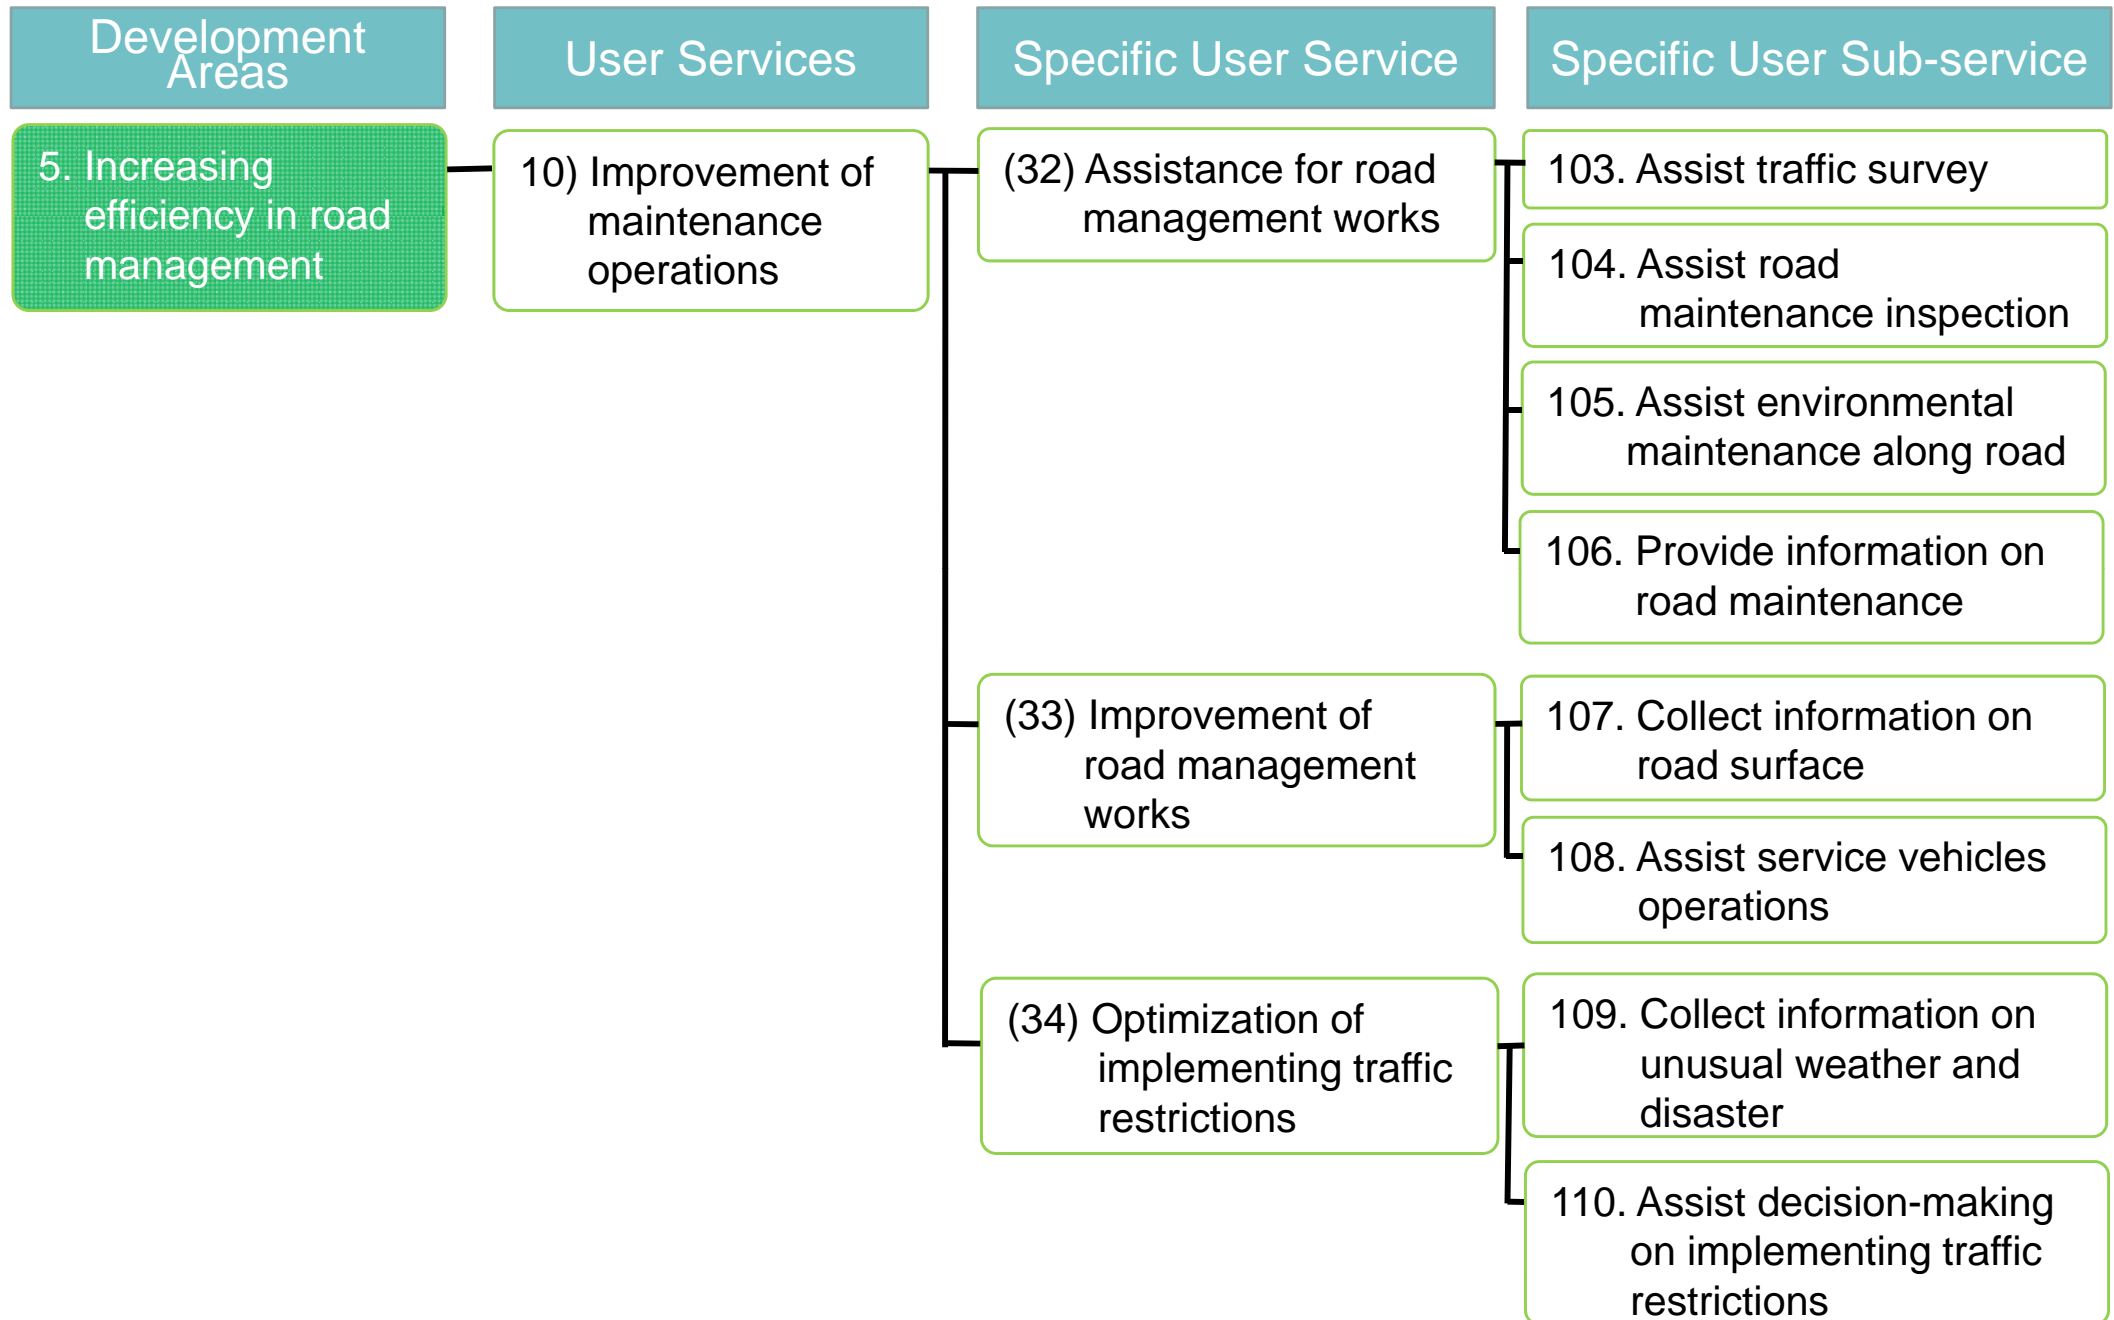 Development
Areas
User Services
Specific User Service
Specific User Sub-service
5. Increasing
efficiency in road
management
10) Improvement of
maintenance
operations
(32) Assistance for road
management works
103. Assist traffic survey
104. Assist road
maintenance inspection
105. Assist environmental
maintenance along road
106. Provide information on
road maintenance
(33) Improvement of
road management
works
107. Collect information on
road surface
108. Assist service vehicles
operations
(34) Optimization of
implementing traffic
restrictions
109. Collect information on
unusual weather and
disaster
110. Assist decision-making
on implementing traffic
restrictions